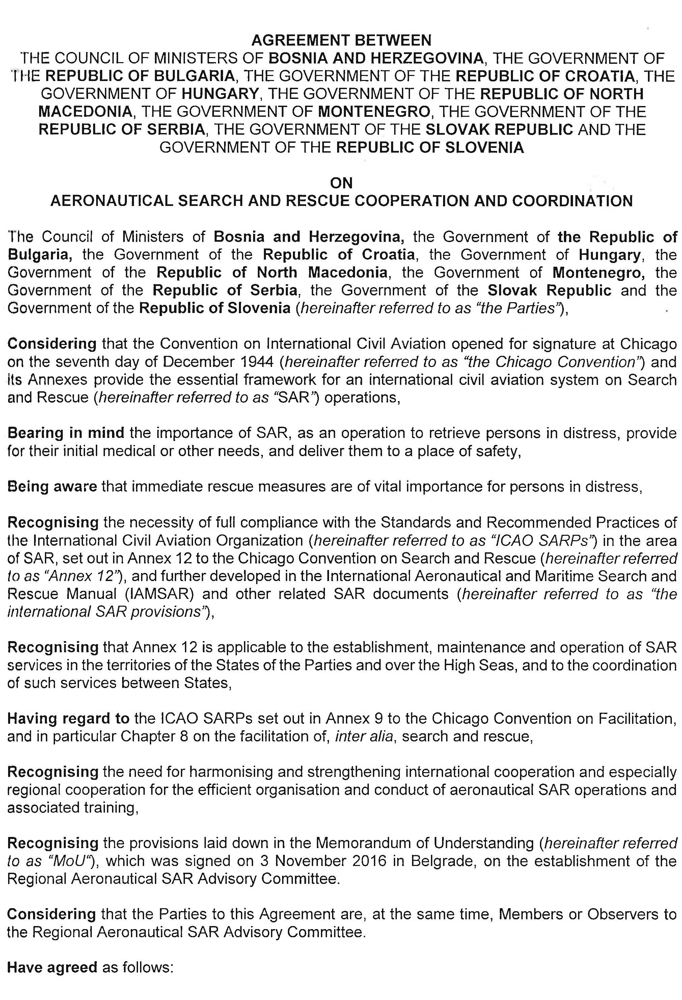 AGREEMENT BETWEEN
THE COUNCIL OF MINISTERS OF BOSNIA AND HERZEGOVINA, THE GOVERNMENT OF
THE REPUBLIC OF BULGARIA, THE GOVERNMENT OF THE REPUBLIC OF CROATIA, THE
GOVERNMENT OF HUNGARY, THE GOVERNMENT OF THE REPUBLIC OF NORTH
MACEDONIA, THE GOVERNMENT OF MONTENEGRO, THE GOVERNMENT OF THE
REPUBLIC OF SERBIA, THE GOVERNMENT OF THE SLOVAK REPUBLIC AND THE
GOVERNMENT OF THE REPUBLIC OF SLOVENIA
ON
AERONAUTICAL SEARCH AND RESCUE COOPERATION AND COORDINATION
The Council of Ministers of Bosnia and Herzegovina, the Government of the Republic of
Bulgaria, the Government of the Republic of Croatia, the Government of Hungary, the
Government of the Republic of North Macedonia, the Government of Montenegro, the
Government of the Republic of Serbia, the Government of the Slovak Republic and the
Government of the Republic of Slovenia (hereinafter referred to as “the Parties”),
Considering that the Convention on International Civil Aviation opened for signature at Chicago
on the seventh day of December 1944 (hereinafter referred to as “the Chicago Convention”) and
its Annexes provide the essential framework for an international civil aviation system on Search
and Rescue (hereinafter referred to as “SAR”) operations,
Bearing in mind the importance of SAR, as an operation to retrieve persons in distress, provide
for their initial medical or other needs, and deliver them to a place of safety,
Being aware that immediate rescue measures are of vital importance for persons in distress,
Recognising the necessity of full compliance with the Standards and Recommended Practices of
the International Civil Aviation Organization (hereinafter referred to as “ICAO SARPs”) in the area
of SAR, set out in Annex 12 to the Chicago Convention on Search and Rescue (hereinafter referred
to as “Annex 12”), and further developed in the International Aeronautical and Maritime Search and
Rescue Manual (IAMSAR) and other related SAR documents (hereinafter referred to as “the
international SAR provisions”),
Recognising that Annex 12 is applicable to the establishment, maintenance and operation of SAR
services in the territories of the States of the Parties and over the High Seas, and to the coordination
of such services between States,
Having regard to the ICAO SARPs set out in Annex 9 to the Chicago Convention on Facilitation,
and in particular Chapter 8 on the facilitation of, inter alia, search and rescue,
Recognising the need for harmonising and strengthening international cooperation and especially
regional cooperation for the efficient organisation and conduct of aeronautical SAR operations and
associated training,
Recognising the provisions laid down in the Memorandum of Understanding (hereinafter referred
to as “MoU“), which was signed on 3 November 2016 in Belgrade, on the establishment of the
Regional Aeronautical SAR Advisory Committee.
Considering that the Parties to this Agreement are, at the same time, Members or Observers to
the Regional Aeronautical SAR Advisory Committee.
Have agreed as follows: